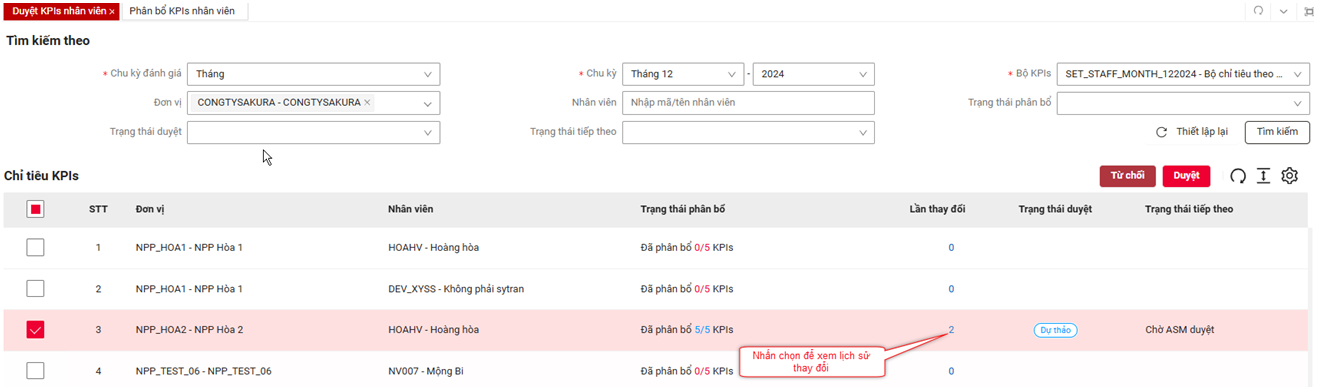 Duyệt KPIs nhân viên × Phân bổ KPIs nhân viên
Tìm kiếm theo
* Chu kỳ đánh giá Tháng * Chu kỳ Tháng 12 - 2024 * Bộ KPIs SET_STAFF_MONTH_122024 - Bộ chỉ tiêu theo ...
Đơn vị CONGTYSAKURA - CONGTYSAKURA × Nhân viên Nhập mã/tên nhân viên Trạng thái phân bổ
Trạng thái duyệt Trạng thái tiếp theo Thiết lập lại Tìm kiếm
Chỉ tiêu KPIs Từ chối Duyệt
STT Đơn vị Nhân viên Trạng thái phân bổ Lần thay đổi Trạng thái duyệt Trạng thái tiếp theo
1 NPP_HOA1 - NPP Hòa 1 HOAHV - Hoàng hòa Đã phân bổ 0/5 KPIs 0
2 NPP_HOA1 - NPP Hòa 1 DEV_XYSS - Không phải sytran Đã phân bổ 0/5 KPIs 0
3 NPP_HOA2 - NPP Hòa 2 HOAHV - Hoàng hòa Đã phân bổ 5/5 KPIs 2 Dự thảo Chờ ASM duyệt
Nhấn chọn để xem lịch sử
thay đổi
4 NPP_TEST_06 - NPP_TEST_06 NV007 - Mộng Bi Đã phân bổ 0/5 KPIs 0